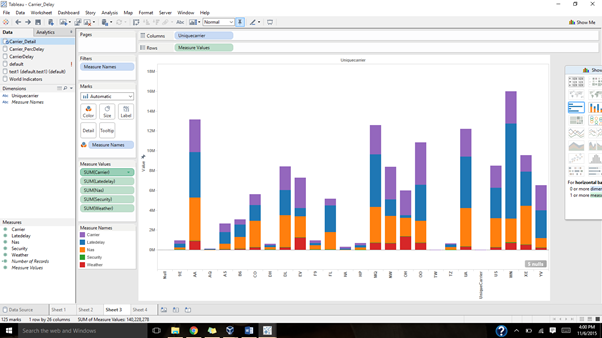 Tableau - Carrier_Delay
File Data Worksheet Dashboard Story Analysis Map Format Server Window Help
Abc Normal Show Me
Data Analytics
Carrier_Detail
Carrier_PercDelay
CarrierDelay
default
test1 (default.test1) (default)
World Indicators
Dimensions
Abc Uniquecarrier
Abc Measure Names
Measures
# Carrier
# Latedelay
# Nas
# Security
# Weather
# Number of Records
# Measure Values
Pages
Filters
Measure Names
Marks
Automatic
Color Size Label
Detail Tooltip
Measure Names
Measure Values
SUM(Carrier)
SUM(Latedelay)
SUM(Nas)
SUM(Security)
SUM(Weather)
Measure Names
Carrier
Latedelay
Nas
Security
Weather
Columns Uniquecarrier
Rows Measure Values
Uniquecarrier
Value
18M
16M
14M
12M
10M
8M
6M
4M
2M
0M
Null 9E AA AQ AS B6 CO DH DL EV F9 FL HA HP MQ NW OH OO TW TZ UA UniqueCarrier US WN XE YV
5 nulls
Show
For horizontal ba
0 or more dimen
1 or more measu
Data Source Sheet 1 Sheet 2 Sheet 3 Sheet 4
125 marks 1 row by 26 columns SUM of Measure Values: 140,228,278
Search the web and Windows
4:00 PM
11/6/2015